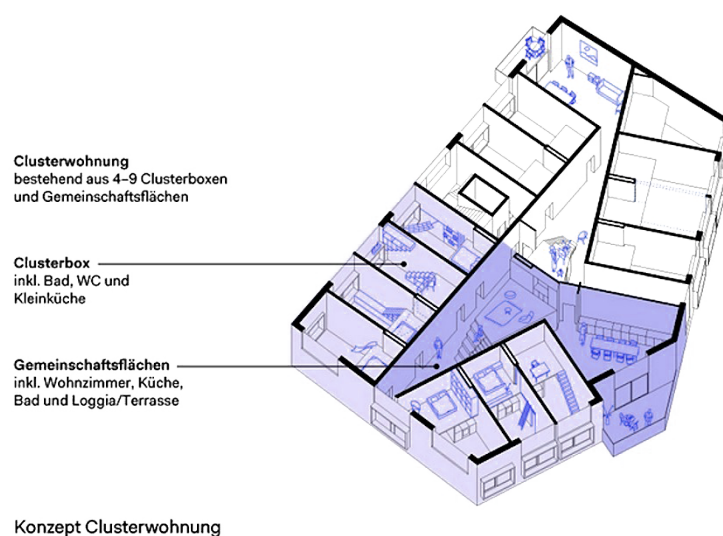 Clusterwohnung
bestehend aus 4–9 Clusterboxen
und Gemeinschaftsflächen
Clusterbox
inkl. Bad, WC und
Kleinküche
Gemeinschaftsflächen
inkl. Wohnzimmer, Küche,
Bad und Loggia/Terrasse
Konzept Clusterwohnung